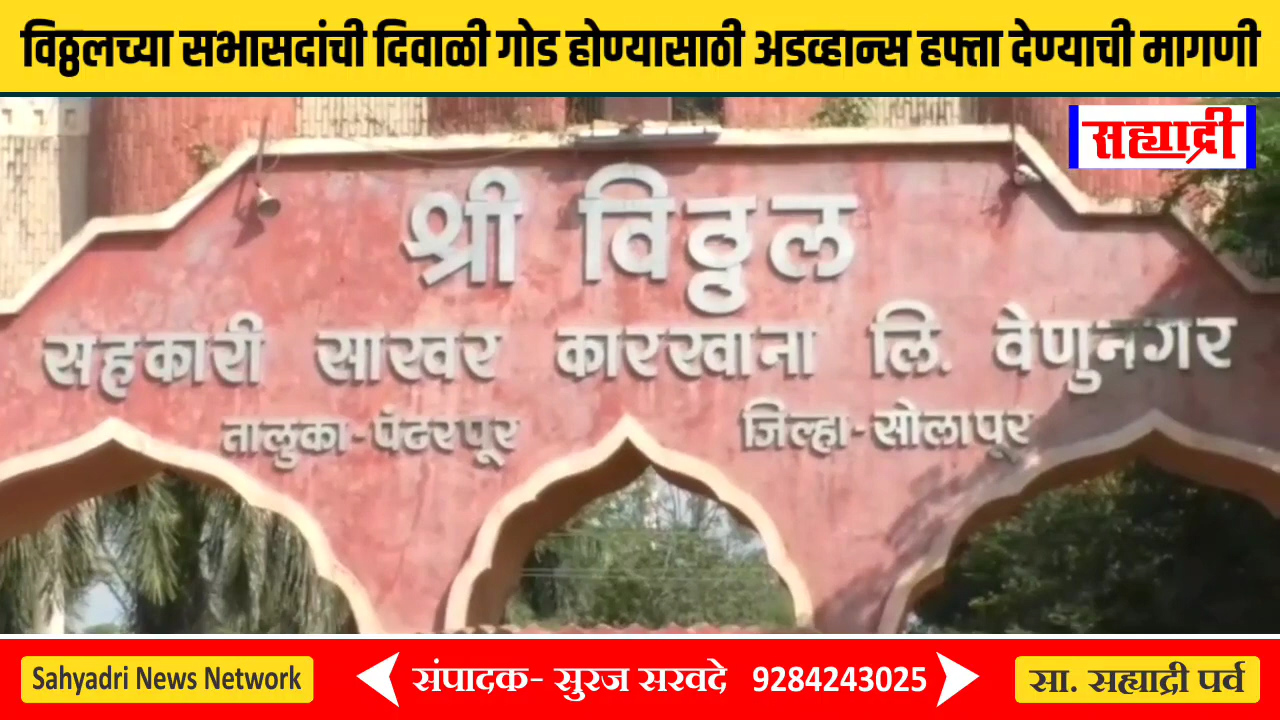 विठ्ठलच्या सभासदांची दिवाळी गोड होण्यासाठी अडव्हान्स हफ्ता देण्याची मागणी
सह्याद्री
श्री विठ्ठल
सहकारी साखर कारखाना लि. वेणुनगर
तालुका-पंढरपूर जिल्हा-सोलापूर
Sahyadri News Network संपादक- सुरज सरवदे 9284243025 सा. सह्याद्री पर्व